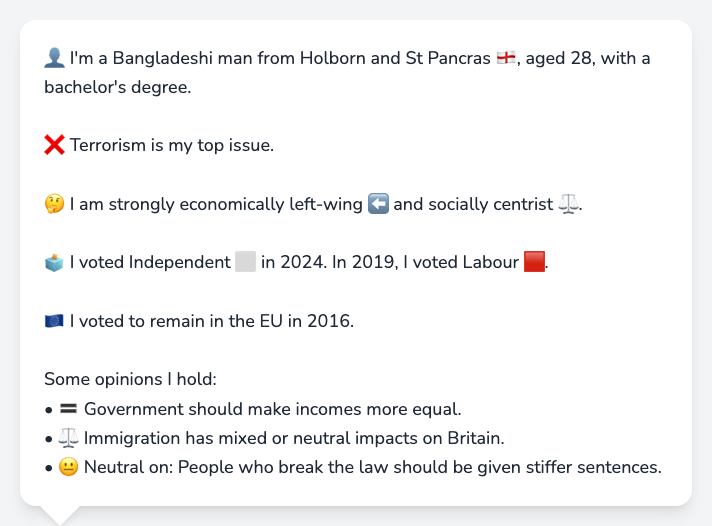 👤 I'm a Bangladeshi man from Holborn and St Pancras 🏴󠁧󠁢󠁥󠁮󠁧󠁿, aged 28, with a
bachelor's degree.
❌ Terrorism is my top issue.
🤔 I am strongly economically left-wing ⬅️ and socially centrist ⚖️.
🗳️ I voted Independent ⬜ in 2024. In 2019, I voted Labour 🟥.
🇪🇺 I voted to remain in the EU in 2016.
Some opinions I hold:
• 🟰 Government should make incomes more equal.
• ⚖️ Immigration has mixed or neutral impacts on Britain.
• 😐 Neutral on: People who break the law should be given stiffer sentences.